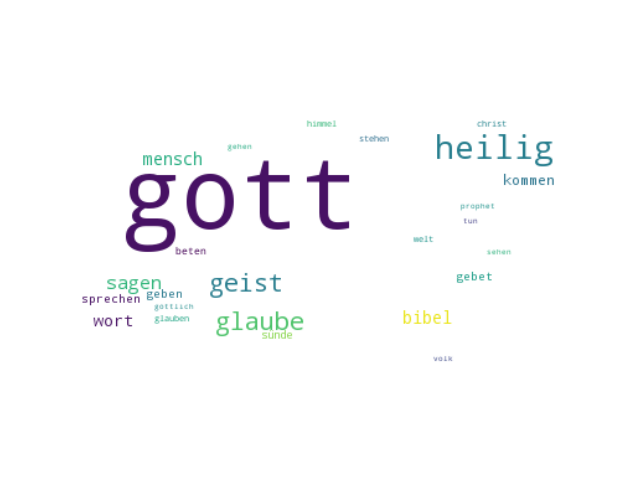 himmel
christ
stehen
gehen
heilig
mensch
kommen
gott
prophet
tun
welt
beten
sehen
gebet
sagen
geist
geben
sprechen
göttlich
bibel
glauben
wort
glaube
sünde
volk